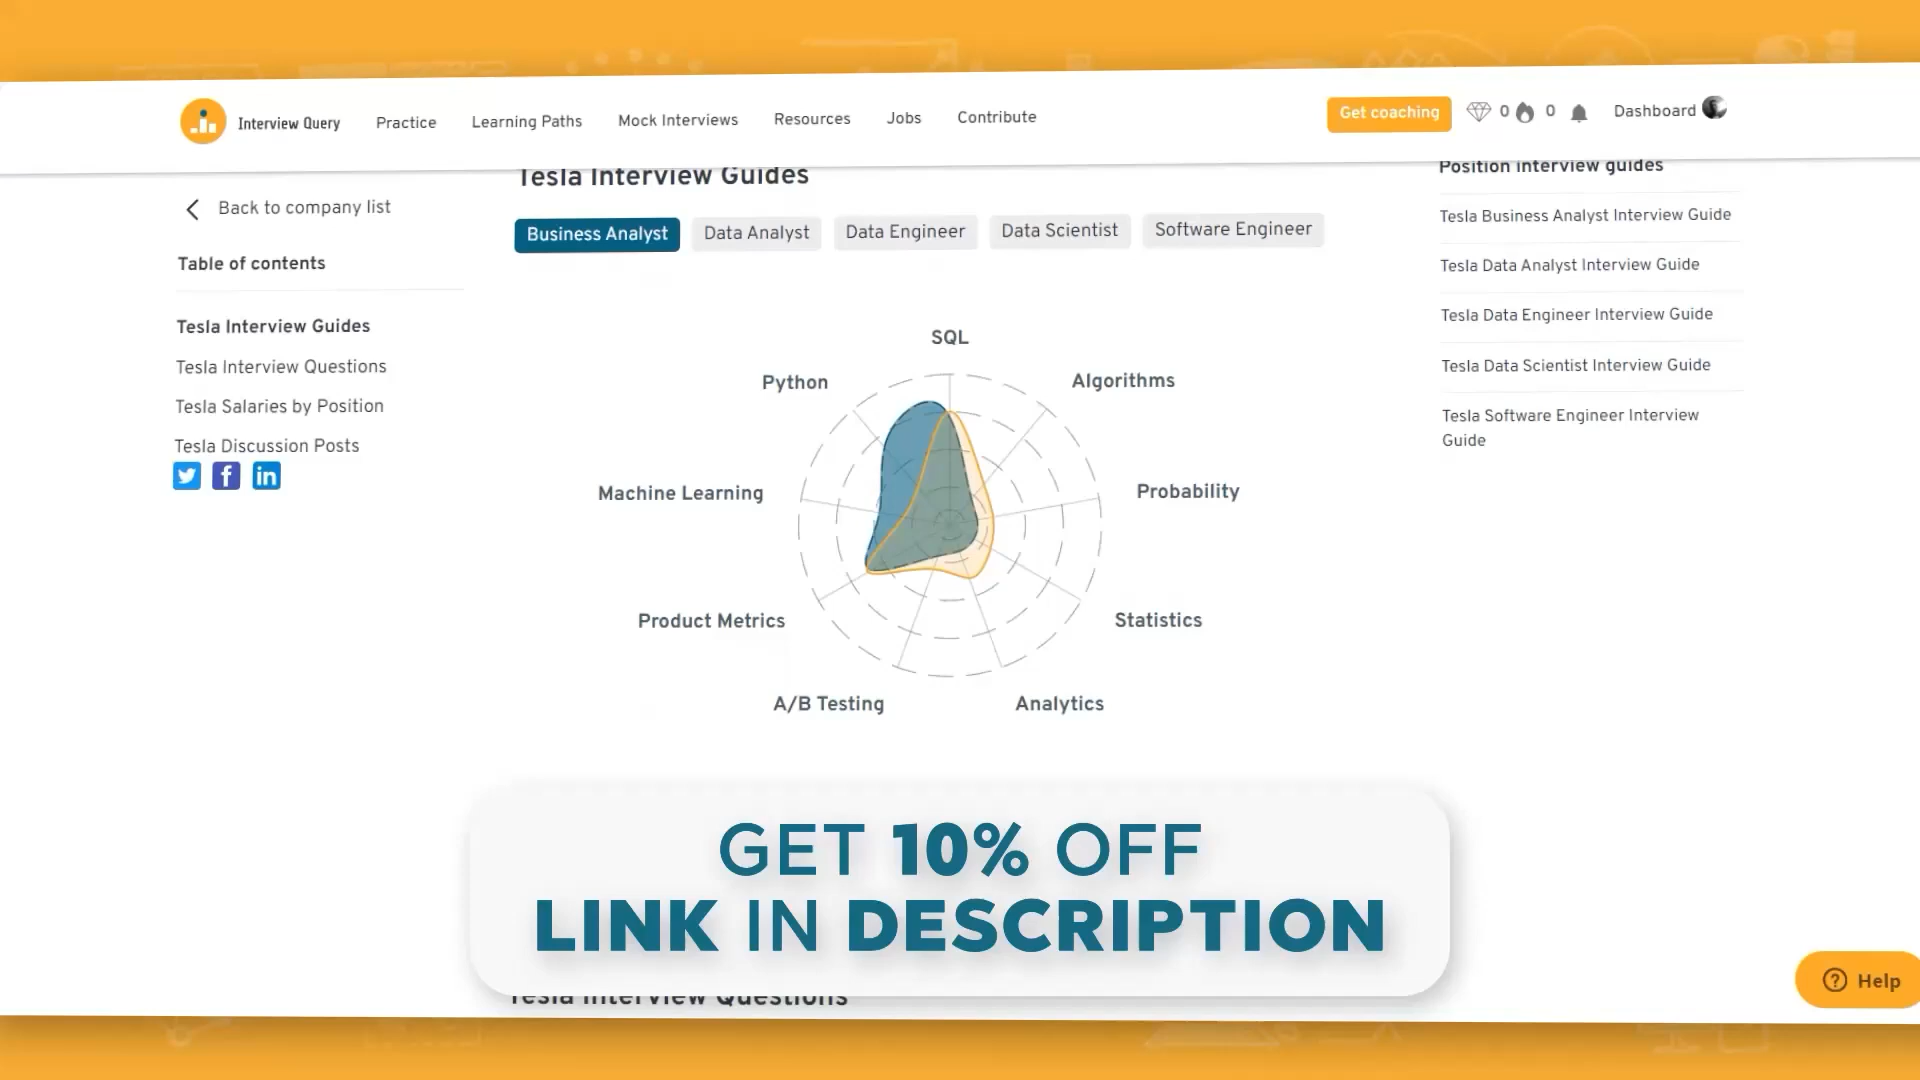 Interview Query
Practice
Learning Paths
Mock Interviews
Resources
Jobs
Contribute
Get coaching
0
0
Dashboard
Back to company list
Table of contents
Tesla Interview Guides
Tesla Interview Questions
Tesla Salaries by Position
Tesla Discussion Posts
Tesla Interview Guides
Business Analyst
Data Analyst
Data Engineer
Data Scientist
Software Engineer
SQL
Python
Algorithms
Machine Learning
Probability
Product Metrics
Statistics
A/B Testing
Analytics
Position interview guides
Tesla Business Analyst Interview Guide
Tesla Data Analyst Interview Guide
Tesla Data Engineer Interview Guide
Tesla Data Scientist Interview Guide
Tesla Software Engineer Interview
Guide
GET 10% OFF
LINK IN DESCRIPTION
Tesla Interview Questions
Help